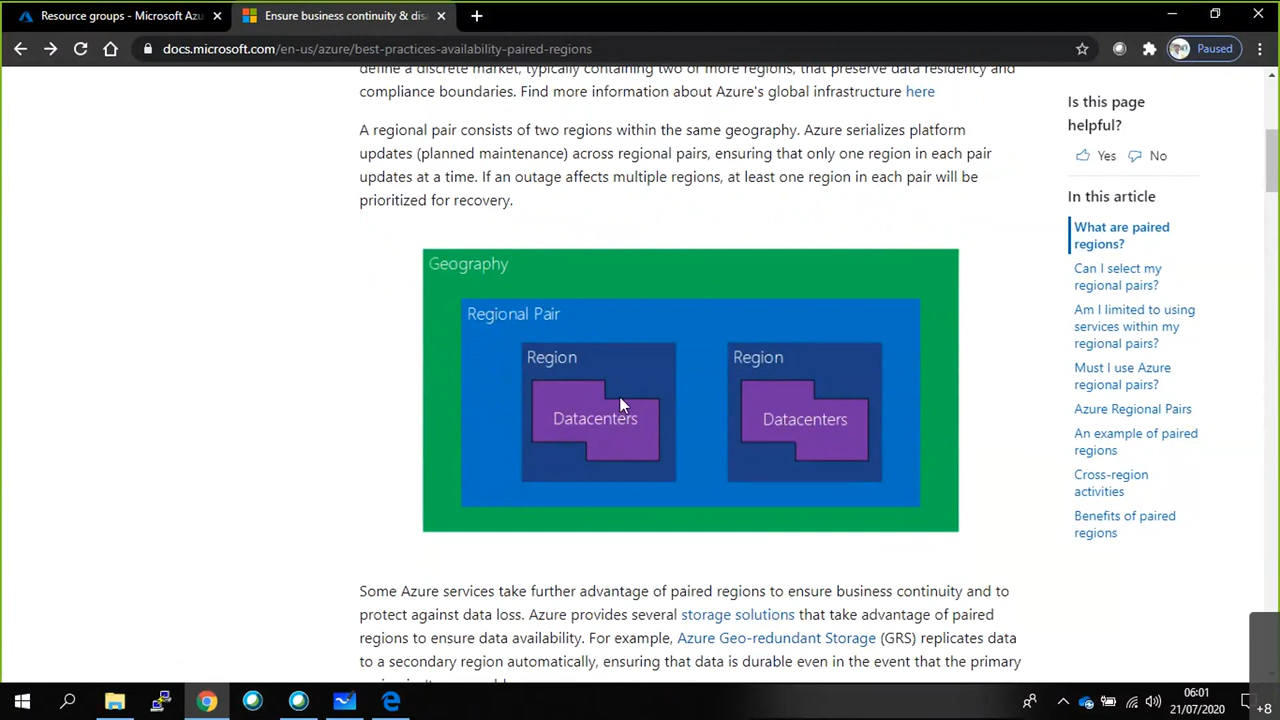 Resource groups - Microsoft Azu
Ensure business continuity & disa
docs.microsoft.com/en-us/azure/best-practices-availability-paired-regions
Paused
define a discrete market, typically containing two or more regions, that preserve data residency and
compliance boundaries. Find more information about Azure's global infrastructure here
A regional pair consists of two regions within the same geography. Azure serializes platform
updates (planned maintenance) across regional pairs, ensuring that only one region in each pair
updates at a time. If an outage affects multiple regions, at least one region in each pair will be
prioritized for recovery.
Geography
Regional Pair
Region
Datacenters
Region
Datacenters
Some Azure services take further advantage of paired regions to ensure business continuity and to
protect against data loss. Azure provides several storage solutions that take advantage of paired
regions to ensure data availability. For example, Azure Geo-redundant Storage (GRS) replicates data
to a secondary region automatically, ensuring that data is durable even in the event that the primary
Is this page
helpful?
Yes
No
In this article
What are paired
regions?
Can I select my
regional pairs?
Am I limited to using
services within my
regional pairs?
Must I use Azure
regional pairs?
Azure Regional Pairs
An example of paired
regions
Cross-region
activities
Benefits of paired
regions
06:01
21/07/2020
+8